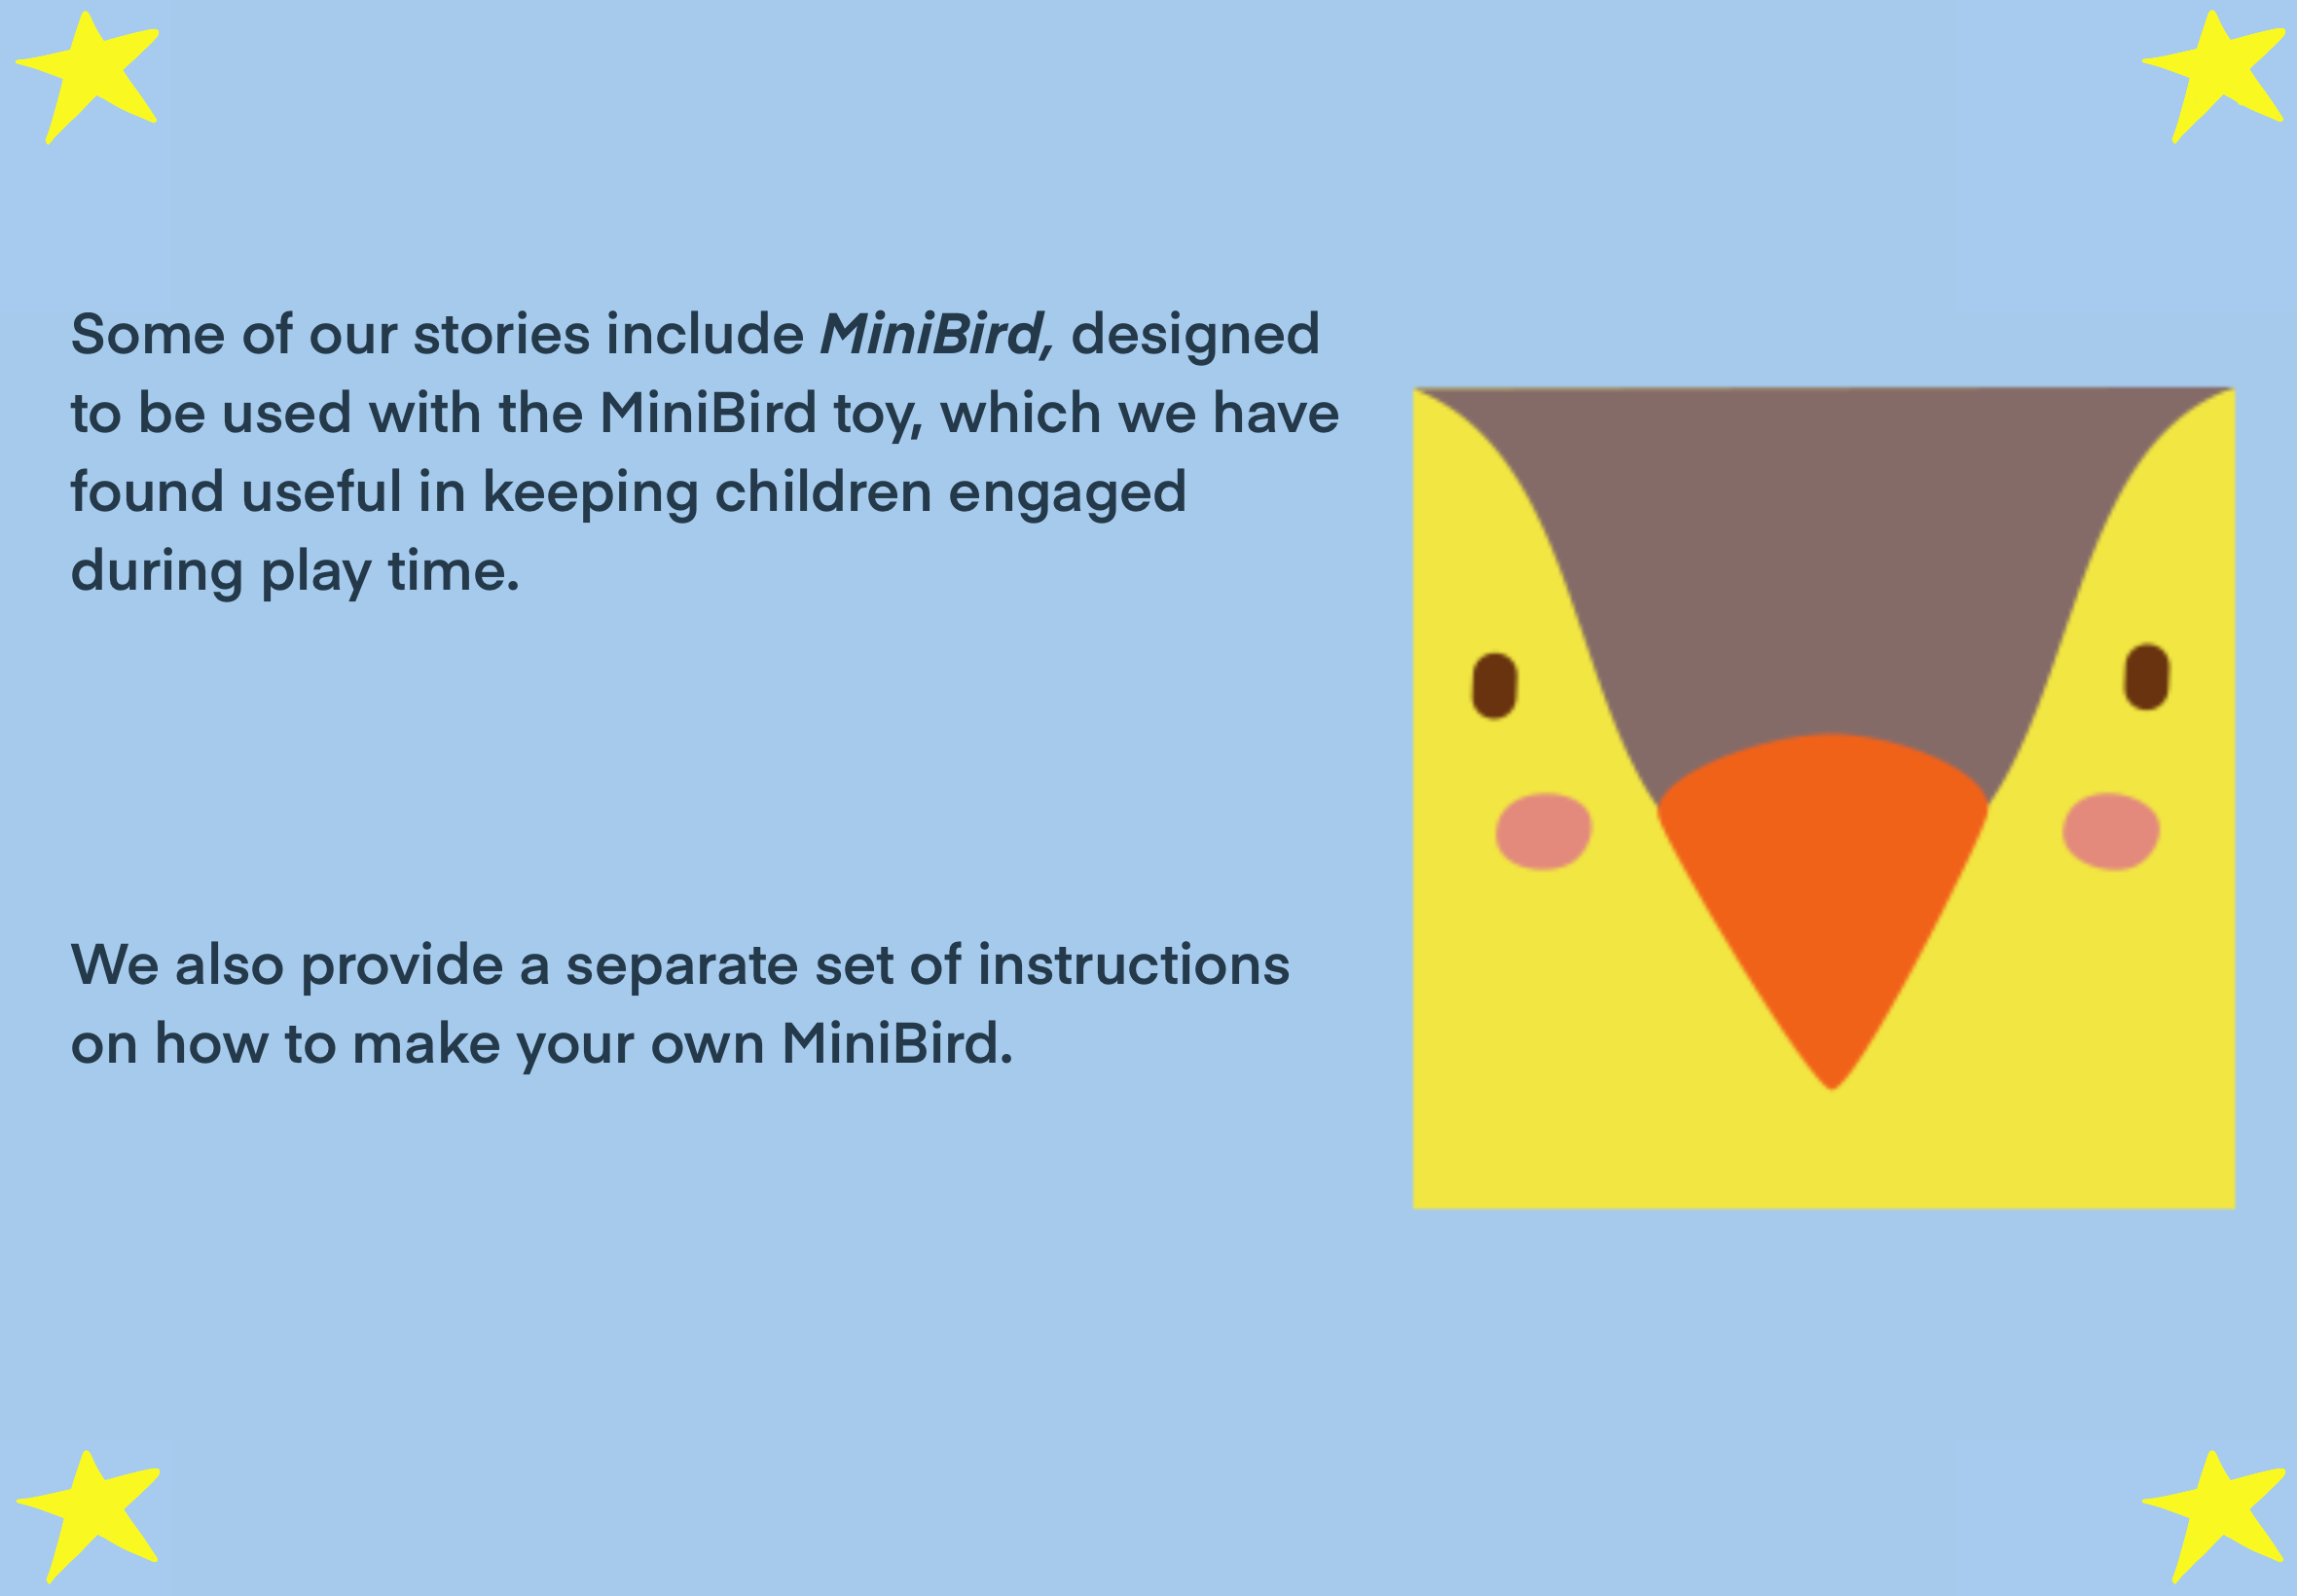 Some of our stories include MiniBird, designed
to be used with the MiniBird toy, which we have
found useful in keeping children engaged
during play time.
We also provide a separate set of instructions
on how to make your own MiniBird.